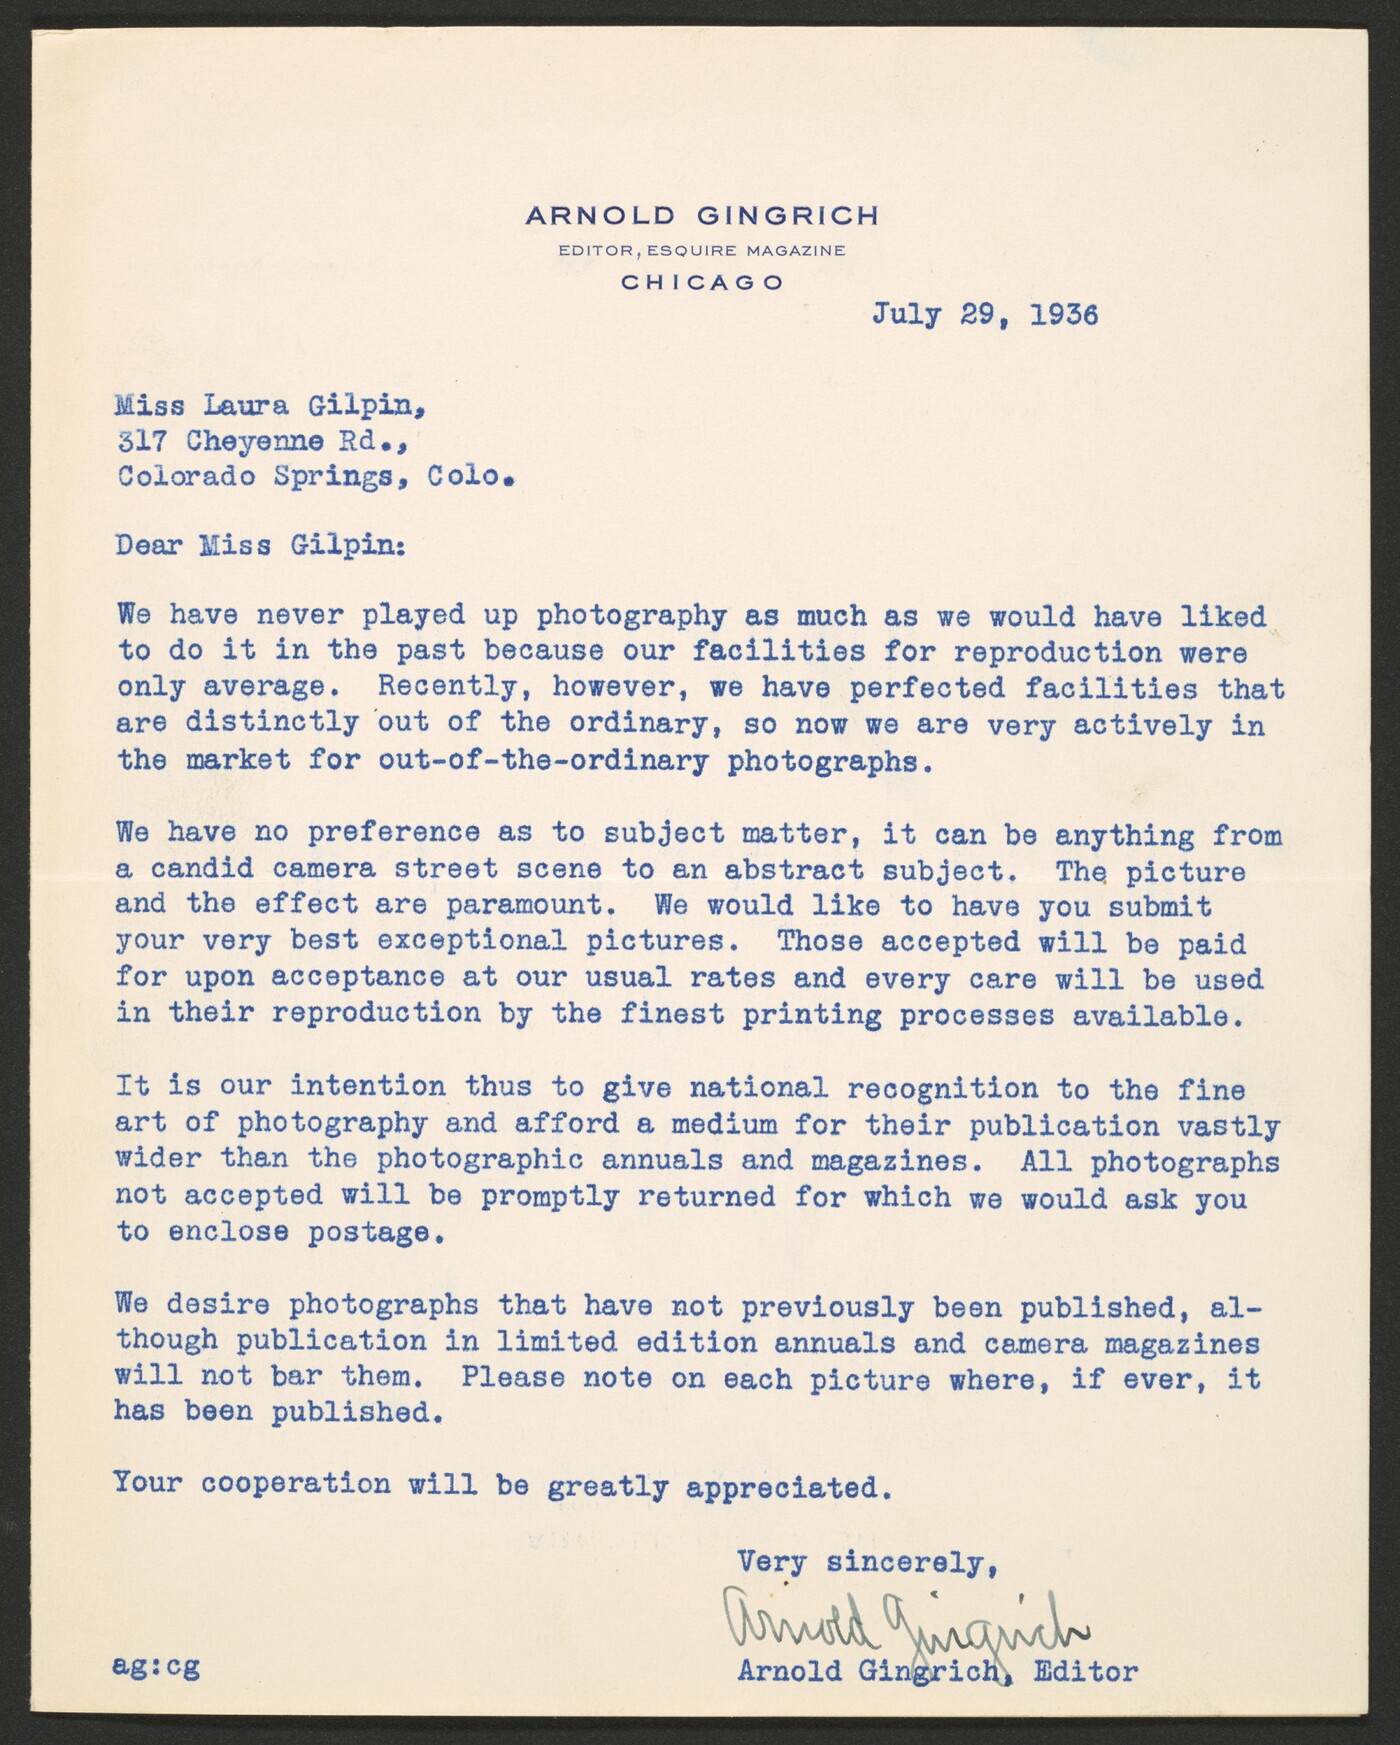 ARNOLD GINGRICH
EDITOR, ESQUIRE MAGAZINE
CHICAGO
July 29, 1936
Miss Laura Gilpin,
317 Cheyenne Rd.,
Colorado Springs, Colo.
Dear Miss Gilpin:
We have never played up photography as much as we would have liked
to do it in the past because our facilities for reproduction were
only average.  Recently, however, we have perfected facilities that
are distinctly out of the ordinary, so now we are very actively in
the market for out-of-the-ordinary photographs.
We have no preference as to subject matter, it can be anything from
a candid camera street scene to an abstract subject.  The picture
and the effect are paramount.  We would like to have you submit
your very best exceptional pictures.  Those accepted will be paid
for upon acceptance at our usual rates and every care will be used
in their reproduction by the finest printing processes available.
It is our intention thus to give national recognition to the fine
art of photography and afford a medium for their publication vastly
wider than the photographic annuals and magazines.  All photographs
not accepted will be promptly returned for which we would ask you
to enclose postage.
We desire photographs that have not previously been published, al-
though publication in limited edition annuals and camera magazines
will not bar them.  Please note on each picture where, if ever, it
has been published.
Your cooperation will be greatly appreciated.
Very sincerely,
Arnold Gingrich
Arnold Gingrich, Editor
ag:cg